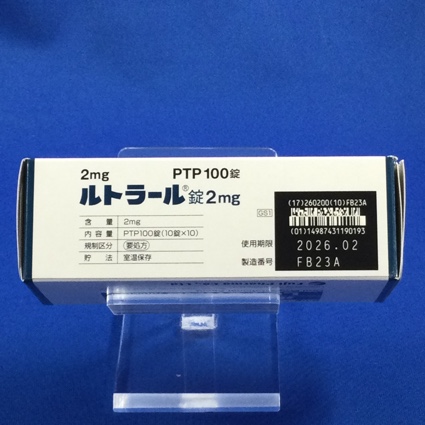 2mg PTP100錠
ルトラール®錠2mg
含量 2mg
内容量 PTP100錠(10錠×10)
規制区分 要処方
貯法 室温保存
G01
(17)260200(10)FB23A
(01)14987431190193
使用期限 2026.02
製造番号 FB23A